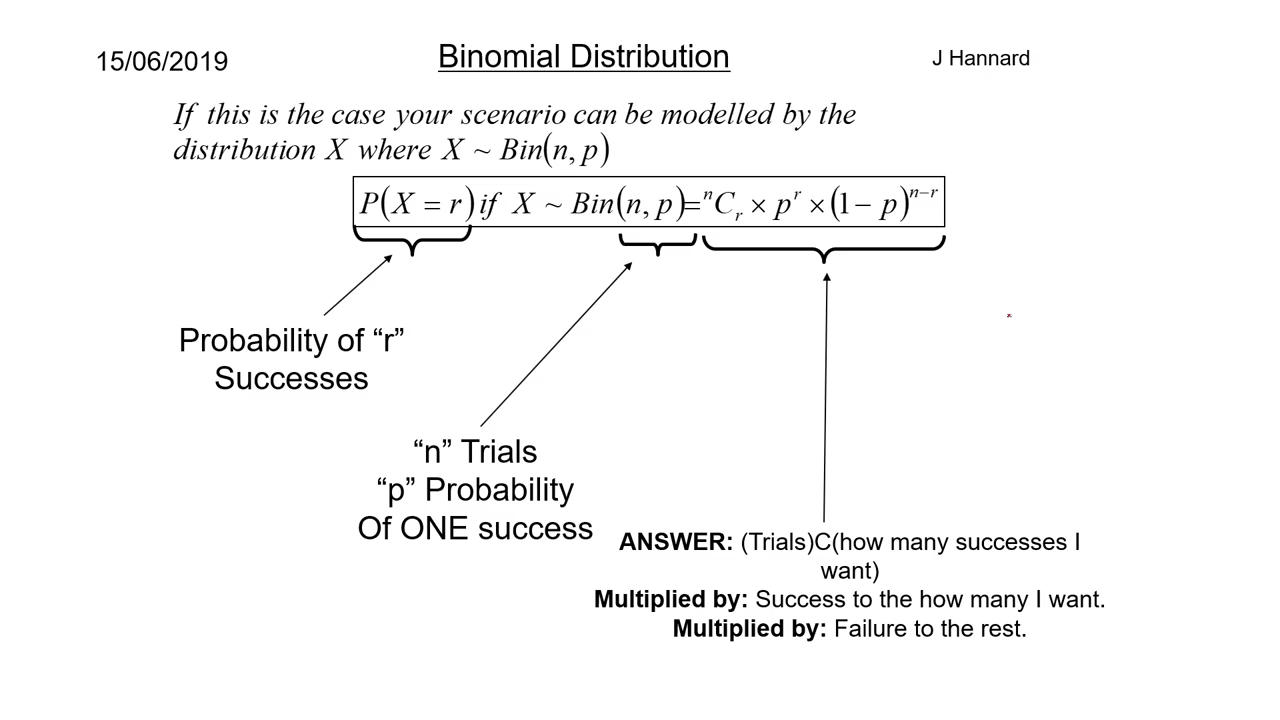 15/06/2019
Binomial Distribution
J Hannard
If this is the case your scenario can be modelled by the
distribution X where X ~ Bin(n, p)
P(X = r) if X ~ Bin(n, p)=ⁿCᵣ × pʳ × (1 − p)ⁿ⁻ʳ
Probability of “r”
Successes
“n” Trials
“p” Probability
Of ONE success
ANSWER: (Trials)C(how many successes I
want)
Multiplied by: Success to the how many I want.
Multiplied by: Failure to the rest.